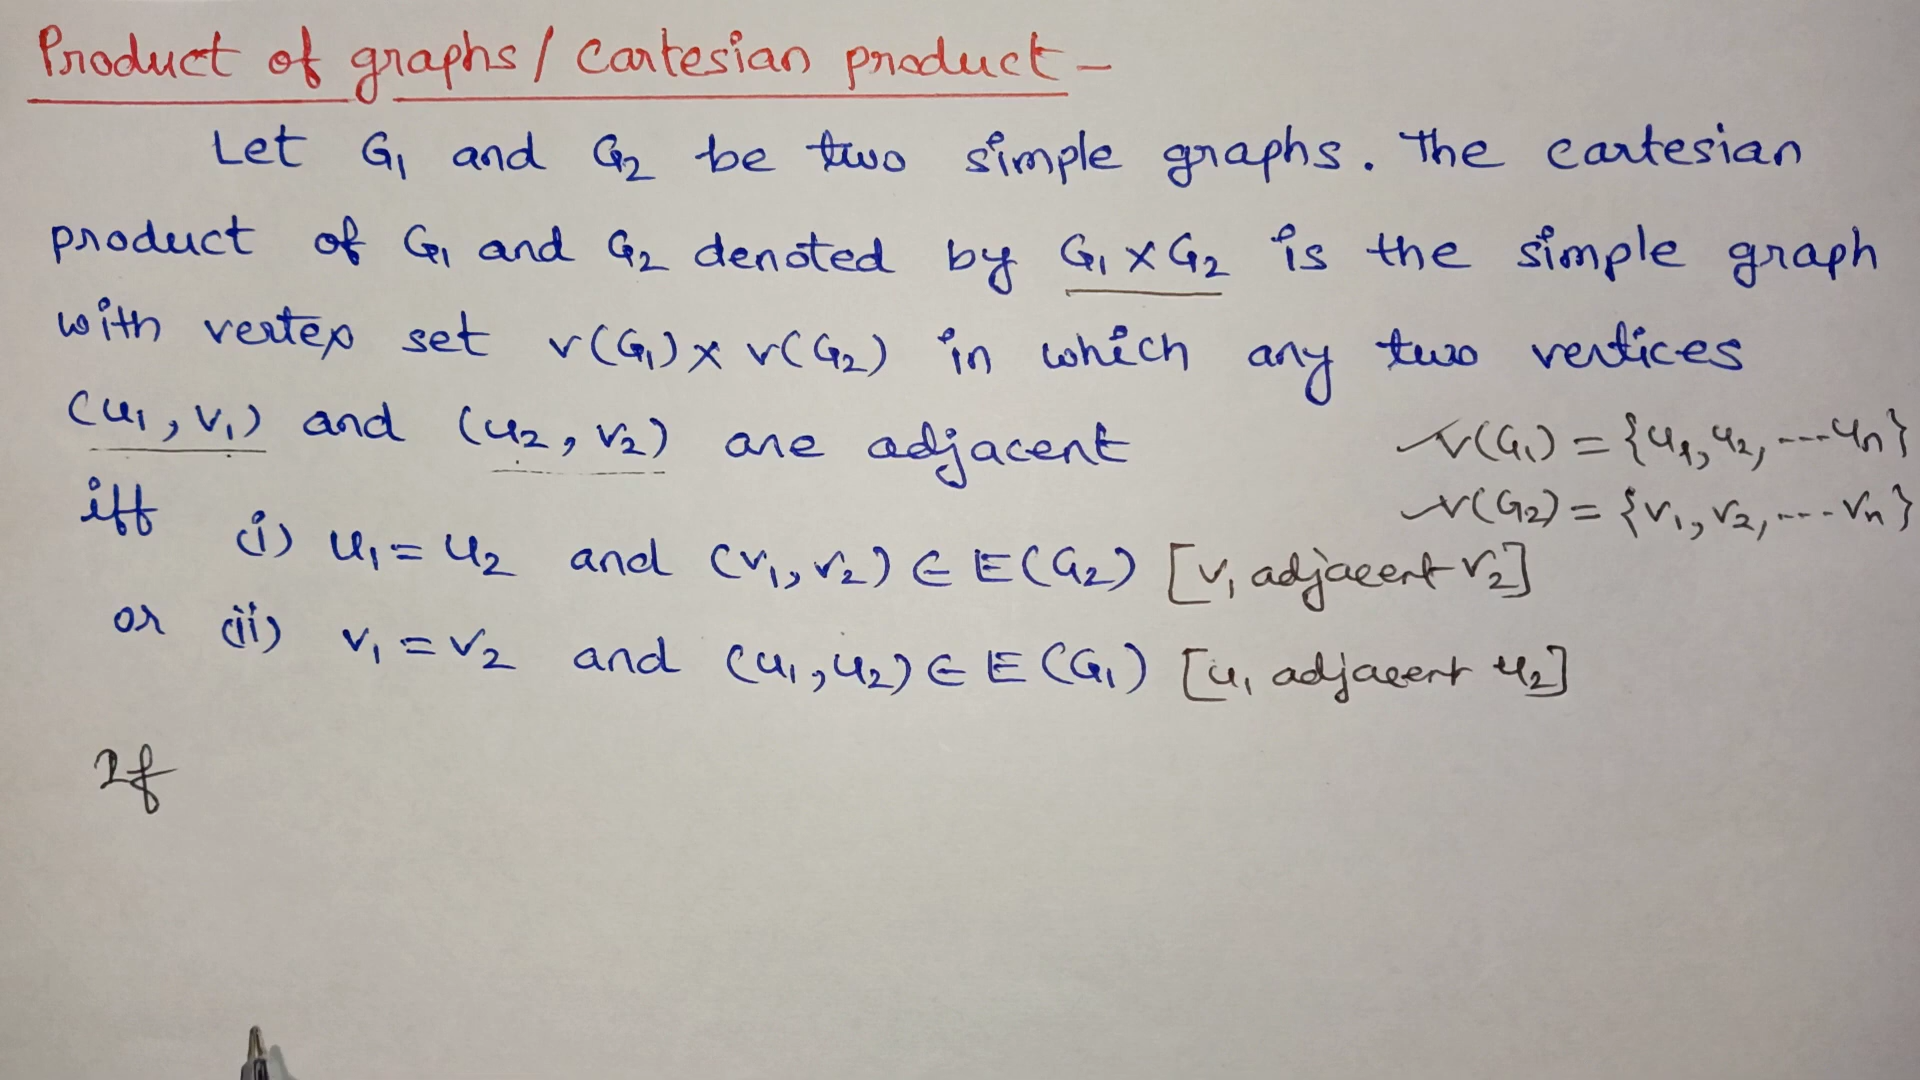 Product of graphs / Cartesian product -
Let G₁ and G₂ be two simple graphs. The cartesian
product of G₁ and G₂ denoted by G₁ x G₂ is the simple graph
with vertex set v(G₁) x v(G₂) in which any two vertices
(u₁, v₁) and (u₂, v₂) are adjacent
v(G₁) = {u₁, u₂, ---- uₙ}
v(G₂) = {v₁, v₂, ---- vₙ}
iff (i) u₁ = u₂ and (v₁, v₂) ∈ E(G₂) [v₁ adjacent v₂]
or (ii) v₁ = v₂ and (u₁, u₂) ∈ E(G₁) [u₁ adjacent u₂]
If